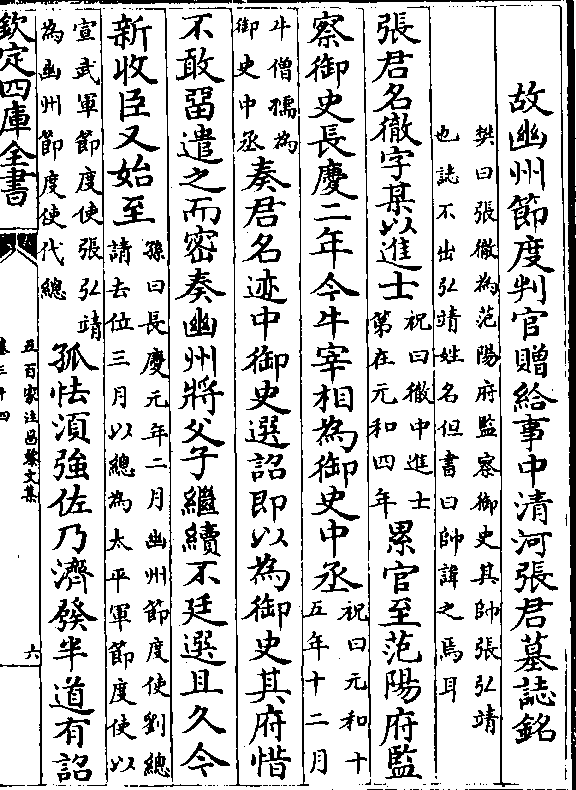 故幽州節度判官贈給事中清河張君墓誌銘
樊曰張徹為范陽府監察御史其帥張弘靖
也誌不出弘靖姓名但書曰帥諱之焉耳
張君名徹字某以進士祝曰徹中進士第在元和四年累官至范陽府監
察御史長慶二年今牛宰相為御史中丞祝曰元和十五年十二月
牛僧孺為御史中丞奏君名迹中御史選詔即以為御史其府惜
不敢留遣之而密奏幽州將父子繼續不廷選且久今
新收臣又始至孫曰長慶元年二月幽州節度使劉總請去位三月以總為太平軍節度使以
宣武軍節度使張弘靖為幽州節度使代總孤怯湏強佐乃濟發半道有詔
欽定四庫全書
五百家注昌黎文集
卷三十四
六